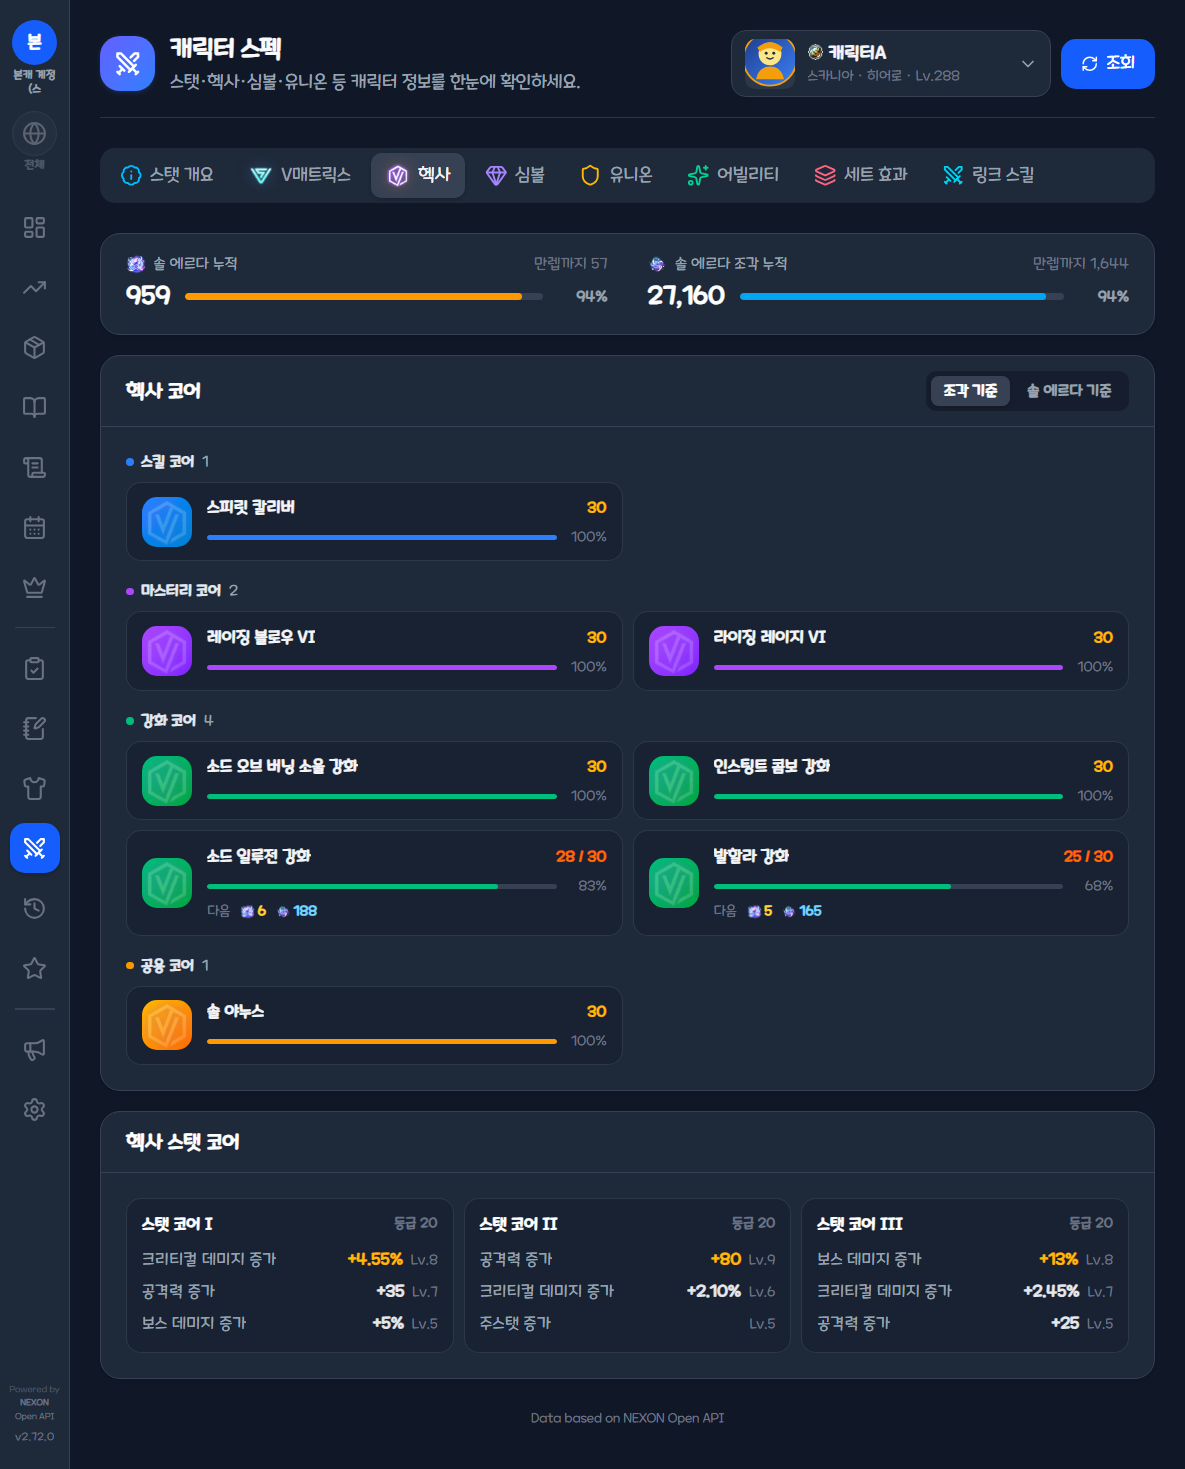 본
본캐 계정
(스
전체
Powered by
NEXON
Open API
v2.72.0
캐릭터 스펙
스탯·헥사·심볼·유니온 등 캐릭터 정보를 한눈에 확인하세요.
캐릭터A
스카니아 · 히어로 · Lv.288
조회
스탯 개요
V매트릭스
헥사
심볼
유니온
어빌리티
세트 효과
링크 스킬
솔 에르다 누적
만렙까지 57
959
94%
솔 에르다 조각 누적
만렙까지 1,644
27,160
94%
헥사 코어
조각 기준
솔 에르다 기준
스킬 코어 1
스피릿 칼리버
30
100%
마스터리 코어 2
레이징 블로우 VI
30
100%
라이징 레이지 VI
30
100%
강화 코어 4
소드 오브 버닝 소울 강화
30
100%
인스팅트 콤보 강화
30
100%
소드 일루전 강화
28 / 30
83%
다음 6 188
발할라 강화
25 / 30
68%
다음 5 165
공용 코어 1
솔 야누스
30
100%
헥사 스탯 코어
스탯 코어 I
등급 20
크리티컬 데미지 증가 +4.55% Lv.8
공격력 증가 +35 Lv.7
보스 데미지 증가 +5% Lv.5
스탯 코어 II
등급 20
공격력 증가 +80 Lv.9
크리티컬 데미지 증가 +2.10% Lv.6
주스탯 증가 Lv.5
스탯 코어 III
등급 20
보스 데미지 증가 +13% Lv.8
크리티컬 데미지 증가 +2.45% Lv.7
공격력 증가 +25 Lv.5
Data based on NEXON Open API